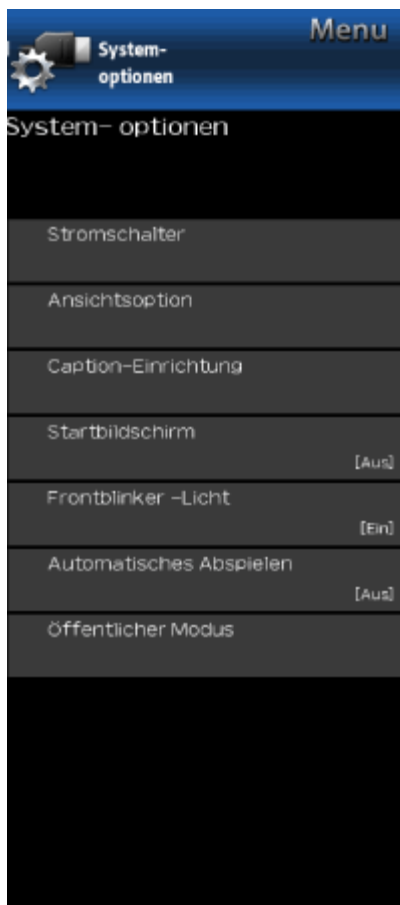 Menu
System-
optionen
System- optionen
Stromschalter
Ansichtsoption
Caption-Einrichtung
Startbildschirm
[Aus]
Frontblinker -Licht
[Ein]
Automatisches Abspielen
[Aus]
Öffentlicher Modus